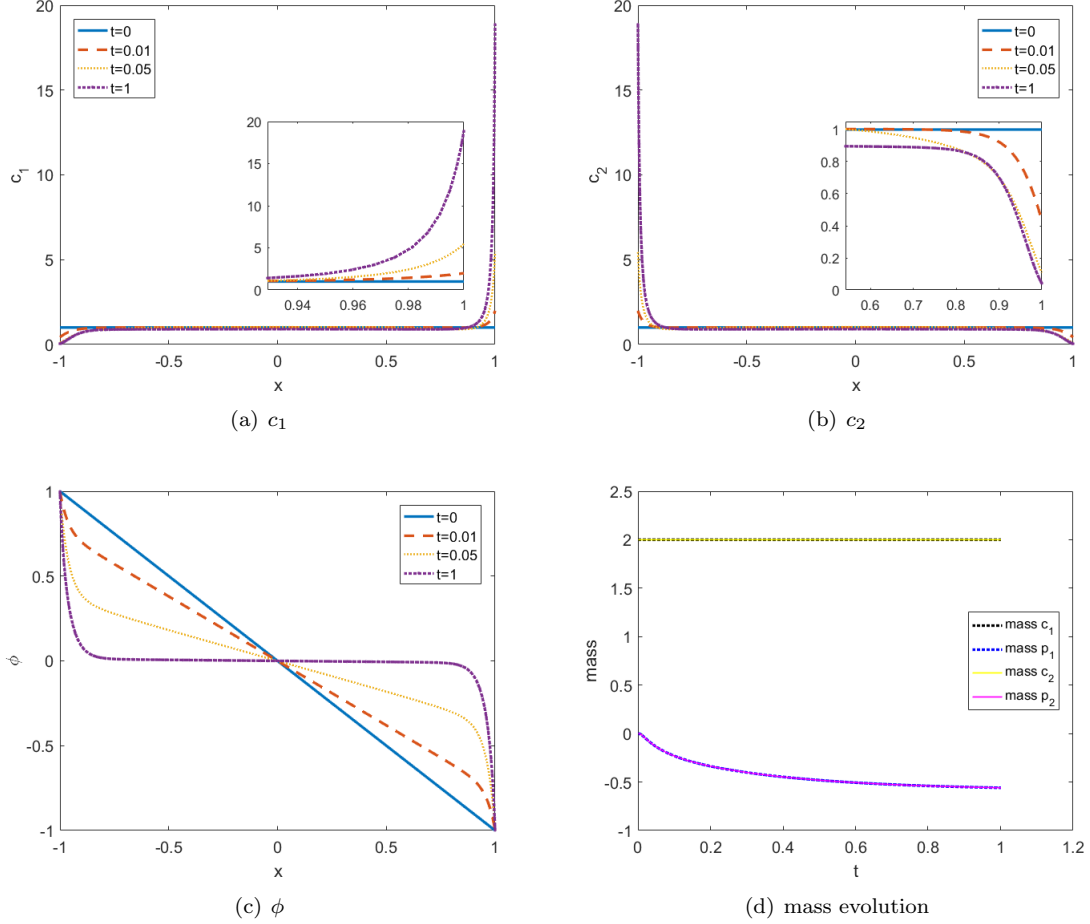 20
15
10
5
0
c1
t=0
t=0.01
t=0.05
t=1
20
15
10
5
0
0.94 0.96 0.98 1
-1 -0.5 0 0.5 1
x
(a) c1
20
15
10
5
0
c2
t=0
t=0.01
t=0.05
t=1
1
0.8
0.6
0.4
0.2
0
0.6 0.7 0.8 0.9 1
-1 -0.5 0 0.5 1
x
(b) c2
1
0.5
0
-0.5
-1
ϕ
t=0
t=0.01
t=0.05
t=1
-1 -0.5 0 0.5 1
x
(c) ϕ
2.5
2
1.5
1
0.5
0
-0.5
-1
mass
mass c1
mass p1
mass c2
mass p2
0 0.2 0.4 0.6 0.8 1 1.2
t
(d) mass evolution